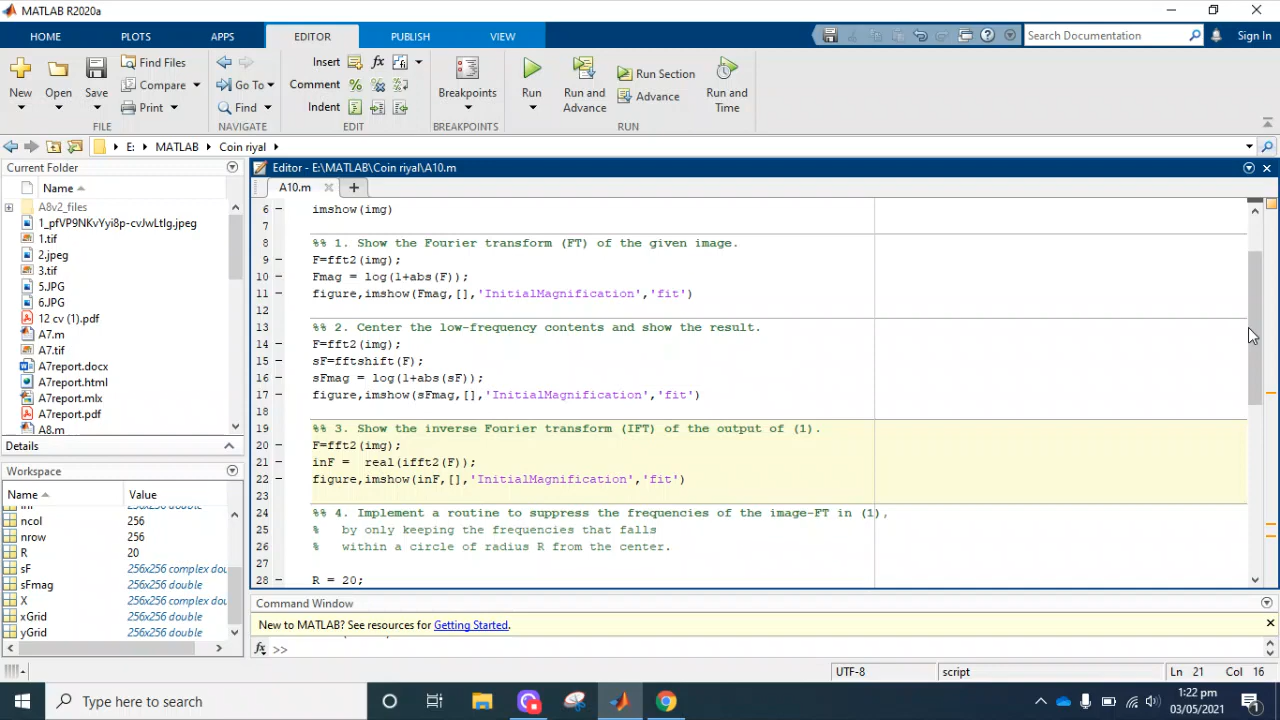 MATLAB R2020a
HOME PLOTS APPS EDITOR PUBLISH VIEW Search Documentation Sign In
New Open Save Find Files Compare Print
Go To Find
Insert fx
Comment
Indent
Breakpoints
Run Run and Advance Run Section Advance Run and Time
FILE NAVIGATE EDIT BREAKPOINTS RUN
E: MATLAB Coin riyal
Current Folder
Name
A8v2_files
1_pfVP9NKvYyi8p-cvJwLtIg.jpeg
1.tif
2.jpeg
3.tif
5.JPG
6.JPG
12 cv (1).pdf
A7.m
A7.tif
A7report.docx
A7report.html
A7report.mlx
A7report.pdf
A8.m
Details
Workspace
Name Value
ncol 256
nrow 256
R 20
sF 256x256 complex dou
sFmag 256x256 double
X 256x256 complex dou
xGrid 256x256 double
yGrid 256x256 double
Editor - E:\MATLAB\Coin riyal\A10.m
A10.m
6 imshow(img)
7
8 %% 1. Show the Fourier transform (FT) of the given image.
9 F=fft2(img);
10 Fmag = log(1+abs(F));
11 figure,imshow(Fmag,[],'InitialMagnification','fit')
12
13 %% 2. Center the low-frequency contents and show the result.
14 F=fft2(img);
15 sF=fftshift(F);
16 sFmag = log(1+abs(sF));
17 figure,imshow(sFmag,[],'InitialMagnification','fit')
18
19 %% 3. Show the inverse Fourier transform (IFT) of the output of (1).
20 F=fft2(img);
21 inF = real(ifft2(F));
22 figure,imshow(inF,[],'InitialMagnification','fit')
23
24 %% 4. Implement a routine to suppress the frequencies of the image-FT in (1),
25 % by only keeping the frequencies that falls
26 % within a circle of radius R from the center.
27
28 R = 20;
Command Window
New to MATLAB? See resources for Getting Started.
fx >>
UTF-8 script Ln 21 Col 16
Type here to search
1:22 pm
03/05/2021
1